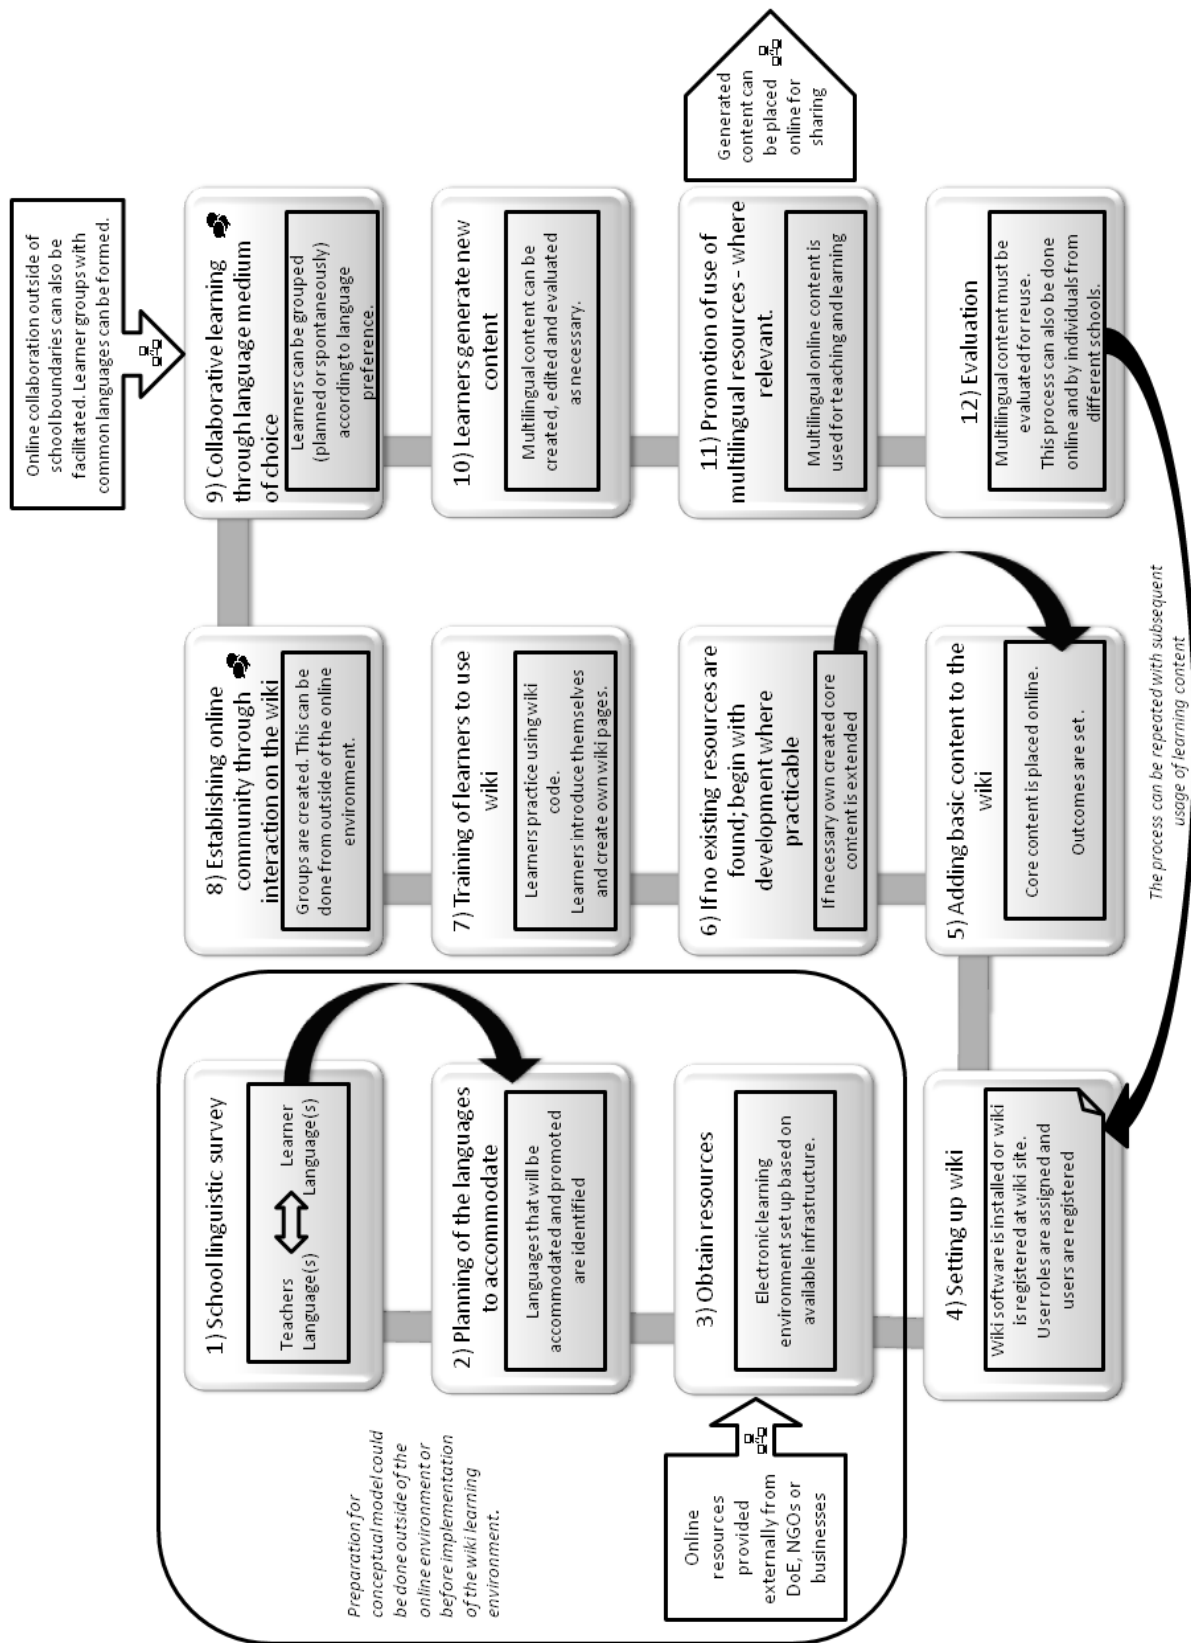 Preparation for
conceptual model could
be done outside of the
online environment or
before implementation
of the wiki learning
environment.
1) School linguistic survey
Teachers
Language(s)
Learner
Language(s)
2) Planning of the languages
to accommodate
Languages that will be
accommodated and promoted
are identified
Online
resources
provided
externally from
DoE, NGOs or
businesses
3) Obtain resources
Electronic learning
environment set up based on
available infrastructure.
4) Setting up wiki
Wiki software is installed or wiki
is registered at wiki site.
User roles are assigned and
users are registered
5) Adding basic content to the
wiki
Core content is placed online.
Outcomes are set .
6) If no existing resources are
found; begin with
development where
practicable
If necessary own created core
content is extended
7) Training of learners to use
wiki
Learners practice using wiki
code.
Learners introduce themselves
and create own wiki pages.
8) Establishing online
community through
interaction on the wiki
Groups are created. This can be
done from outside of the online
environment.
Online collaboration outside of
school boundaries can also be
facilitated. Learner groups with
common languages can be formed.
9) Collaborative learning
through language medium
of choice
Learners can be grouped
(planned or spontaneously)
according to language
preference.
10) Learners generate new
content
Multilingual content can be
created, edited and evaluated
as necessary.
11) Promotion of use of
multilingual resources - where
relevant.
Multilingual online content is
used for teaching and learning
Generated
content can
be placed
online for
sharing
12) Evaluation
Multilingual content must be
evaluated for reuse.
This process can also be done
online and by individuals from
different schools.
The process can be repeated with subsequent
usage of learning content